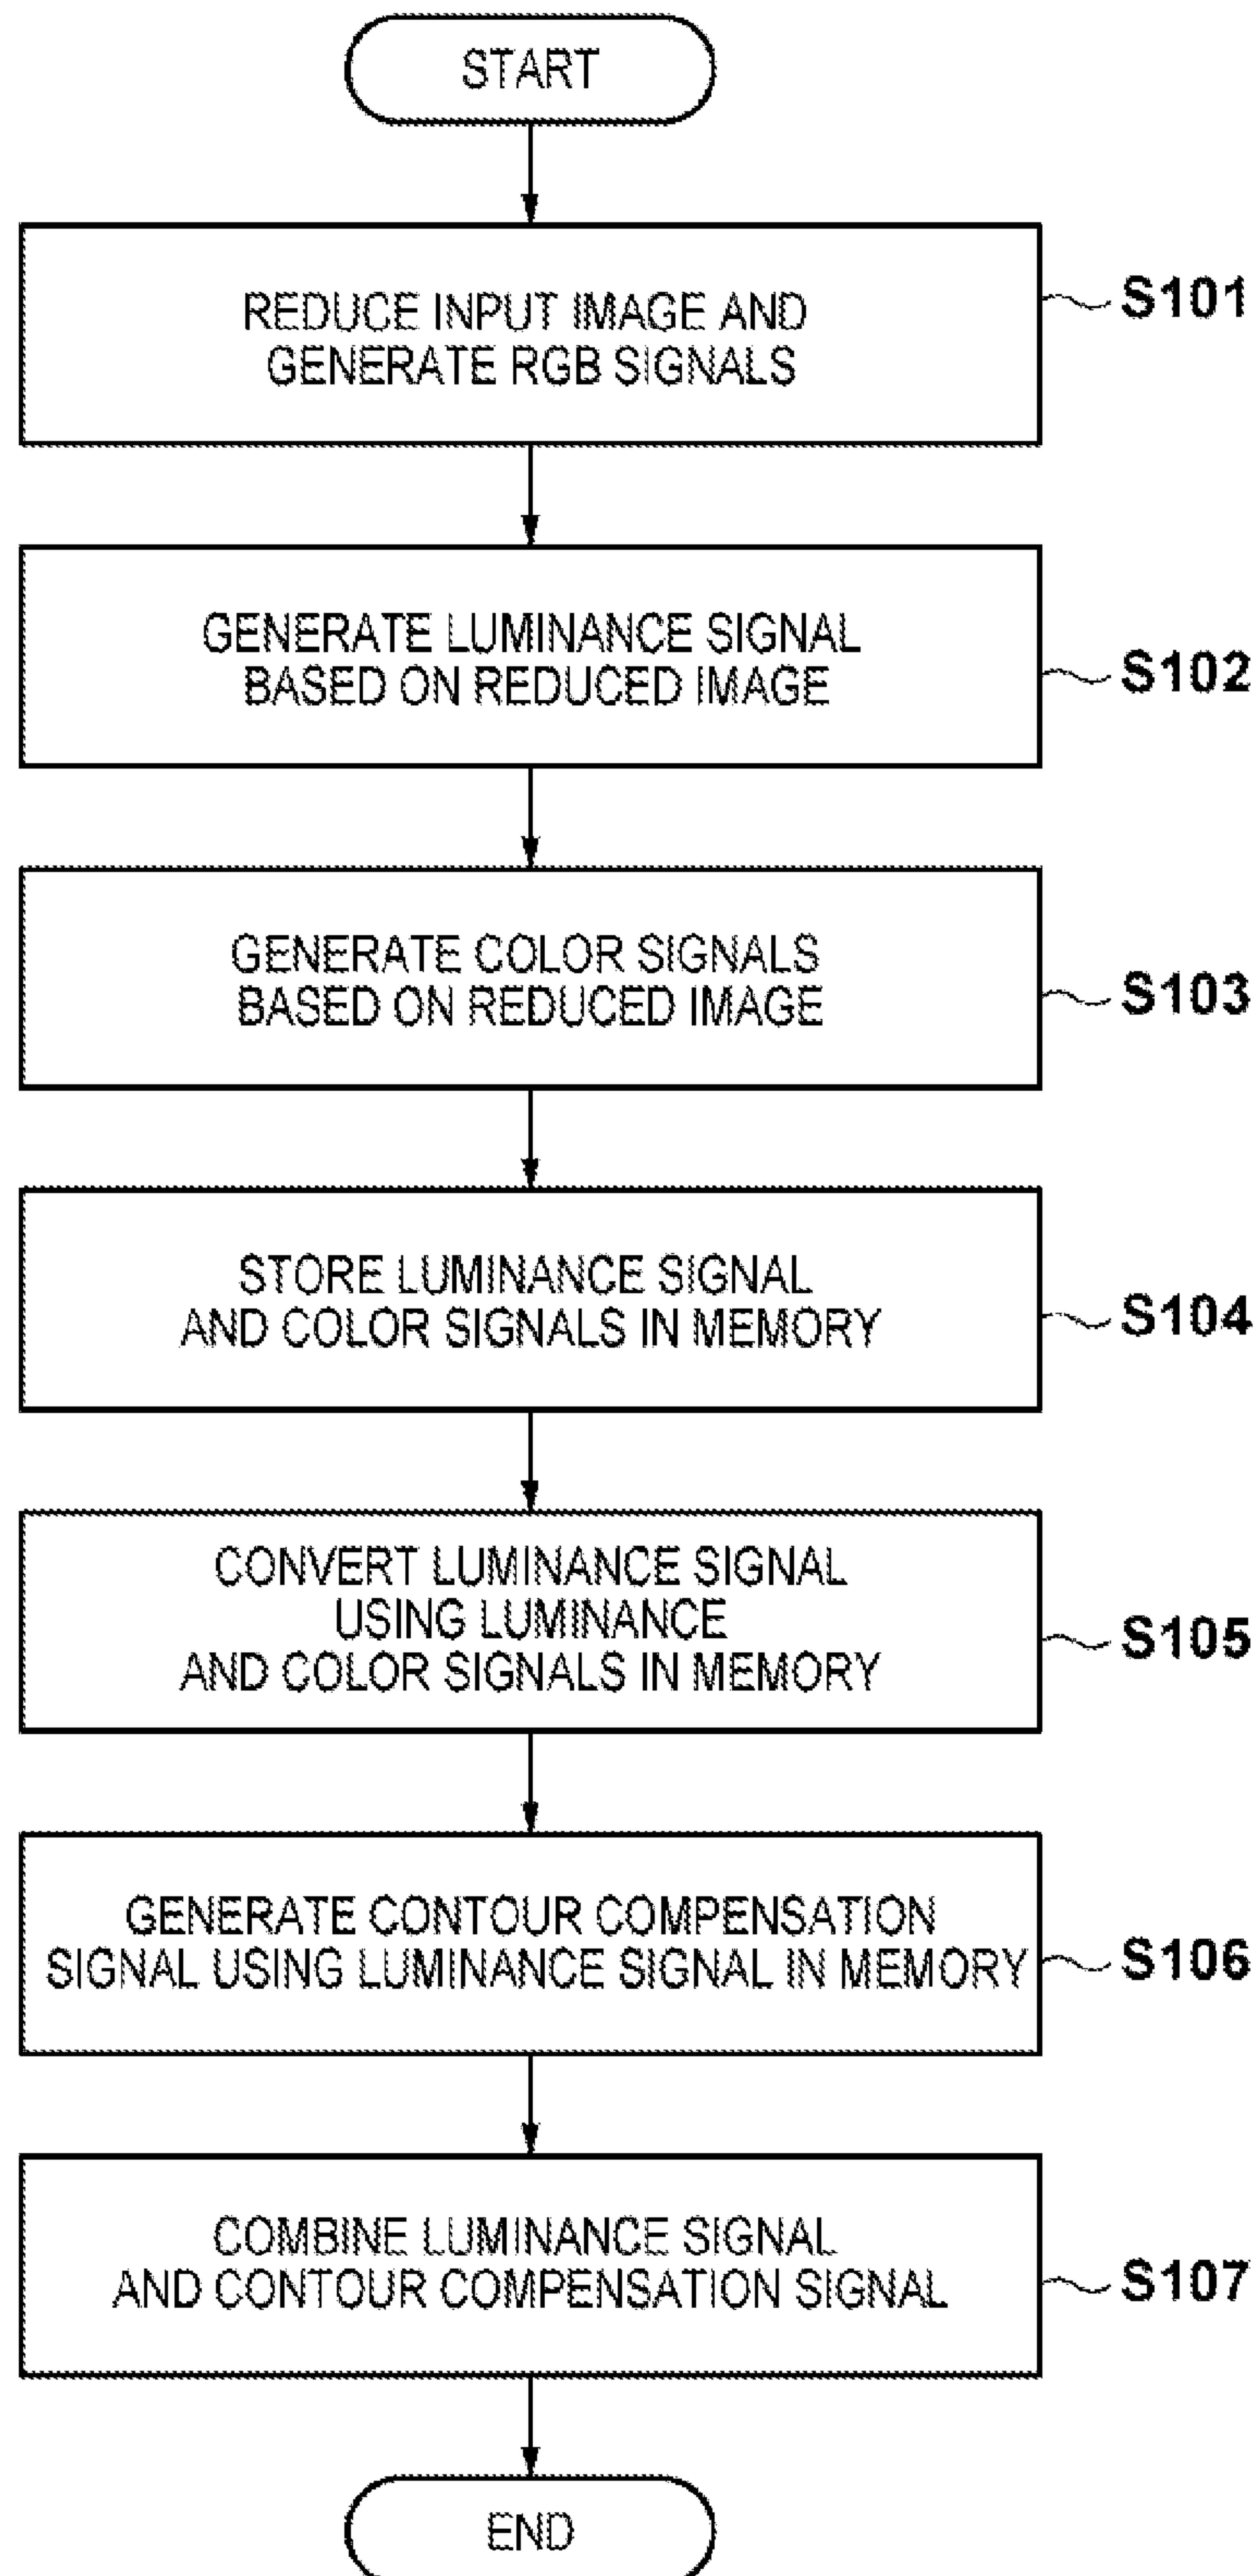 START
REDUCE INPUT IMAGE AND
GENERATE RGB SIGNALS
S101
GENERATE LUMINANCE SIGNAL
BASED ON REDUCED IMAGE
S102
GENERATE COLOR SIGNALS
BASED ON REDUCED IMAGE
S103
STORE LUMINANCE SIGNAL
AND COLOR SIGNALS IN MEMORY
S104
CONVERT LUMINANCE SIGNAL
USING LUMINANCE
AND COLOR SIGNALS IN MEMORY
S105
GENERATE CONTOUR COMPENSATION
SIGNAL USING LUMINANCE SIGNAL IN MEMORY
S106
COMBINE LUMINANCE SIGNAL
AND CONTOUR COMPENSATION SIGNAL
S107
END